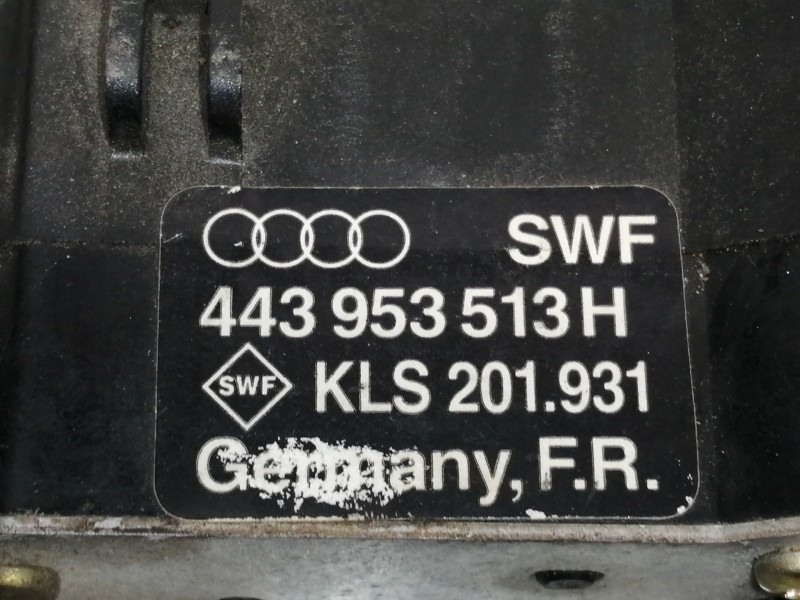 SWF
443 953 513 H
SWF KLS 201.931
Germany, F.R.